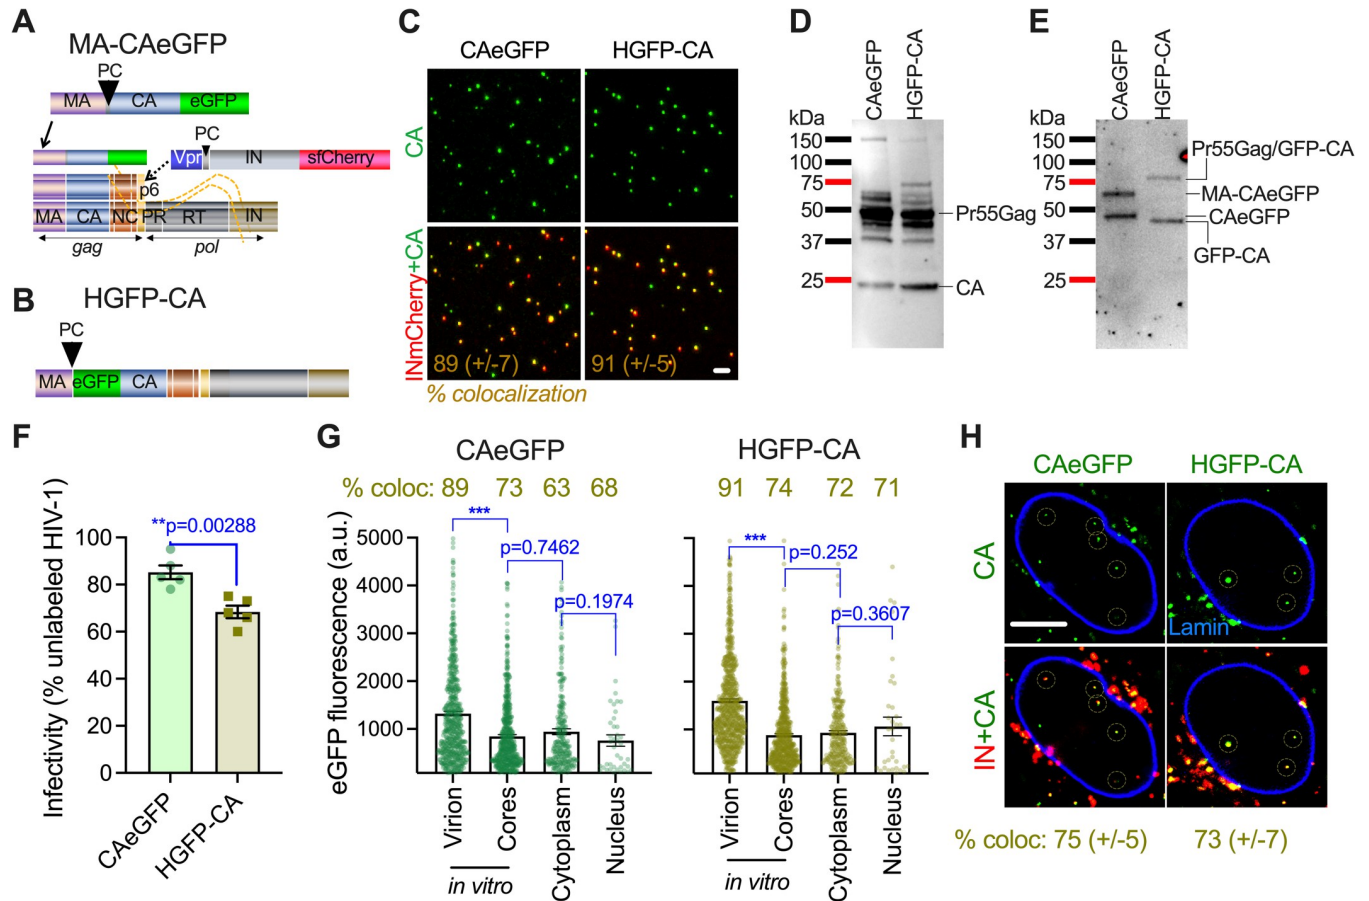 A
MA-CAeGFP
PC
MA CA eGFP
PC
Vpr IN sfCherry
p6
MA CA NC PR RT IN
gag pol
B
HGFP-CA
PC
MA eGFP CA
C
CAeGFP HGFP-CA
CA
INmCherry+CA
89 (+/-7) 91 (+/-5)
% colocalization
D
CAeGFP
HGFP-CA
kDa
150
100
75
50
37
25
Pr55Gag
CA
E
CAeGFP
HGFP-CA
kDa
150
100
75
50
37
25
Pr55Gag/GFP-CA
MA-CAeGFP
CAeGFP
GFP-CA
F
Infectivity (% unlabeled HIV-1)
**p=0.00288
100
80
60
40
20
0
CAeGFP
HGFP-CA
G
CAeGFP
HGFP-CA
% coloc: 89 73 63 68
91 74 72 71
eGFP fluorescence (a.u.)
5000
4000
3000
2000
1000
***
p=0.7462
p=0.1974
***
p=0.252
p=0.3607
Virion
Cores
Cytoplasm
Nucleus
in vitro
Virion
Cores
Cytoplasm
Nucleus
in vitro
H
CAeGFP HGFP-CA
CA
Lamin
IN+CA
% coloc: 75 (+/-5) 73 (+/-7)